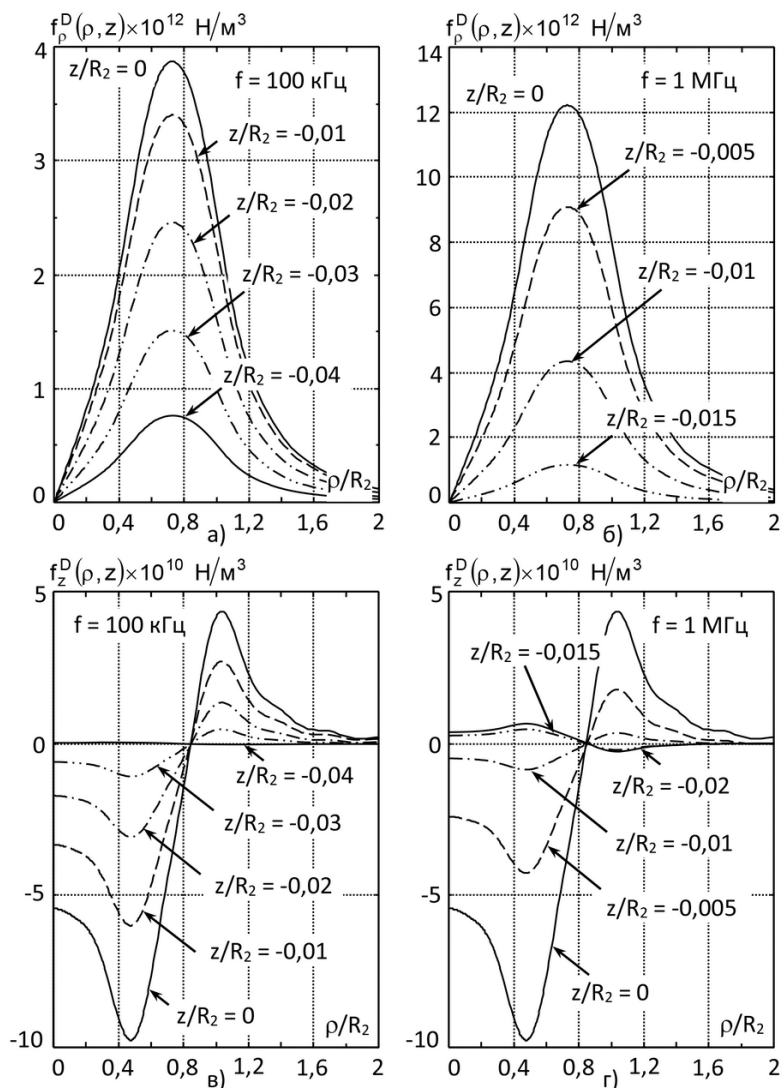 f_ρ^D(ρ,z)×10^12 Н/м³
z/R₂ = 0
f = 100 кГц
z/R₂ = -0,01
z/R₂ = -0,02
z/R₂ = -0,03
z/R₂ = -0,04
ρ/R₂
4
3
2
1
0
0 0,4 0,8 1,2 1,6 2
а)
f_ρ^D(ρ,z)×10^12 Н/м³
z/R₂ = 0
f = 1 МГц
z/R₂ = -0,005
z/R₂ = -0,01
z/R₂ = -0,015
ρ/R₂
14
12
10
8
6
4
2
0
0 0,4 0,8 1,2 1,6 2
б)
f_z^D(ρ,z)×10^10 Н/м³
f = 100 кГц
z/R₂ = -0,04
z/R₂ = -0,03
z/R₂ = -0,02
z/R₂ = -0,01
z/R₂ = 0
ρ/R₂
5
0
-5
-10
0 0,4 0,8 1,2 1,6 2
в)
f_z^D(ρ,z)×10^10 Н/м³
f = 1 МГц
z/R₂ = -0,015
z/R₂ = -0,02
z/R₂ = -0,01
z/R₂ = -0,005
z/R₂ = 0
ρ/R₂
5
0
-5
-10
0 0,4 0,8 1,2 1,6 2
г)